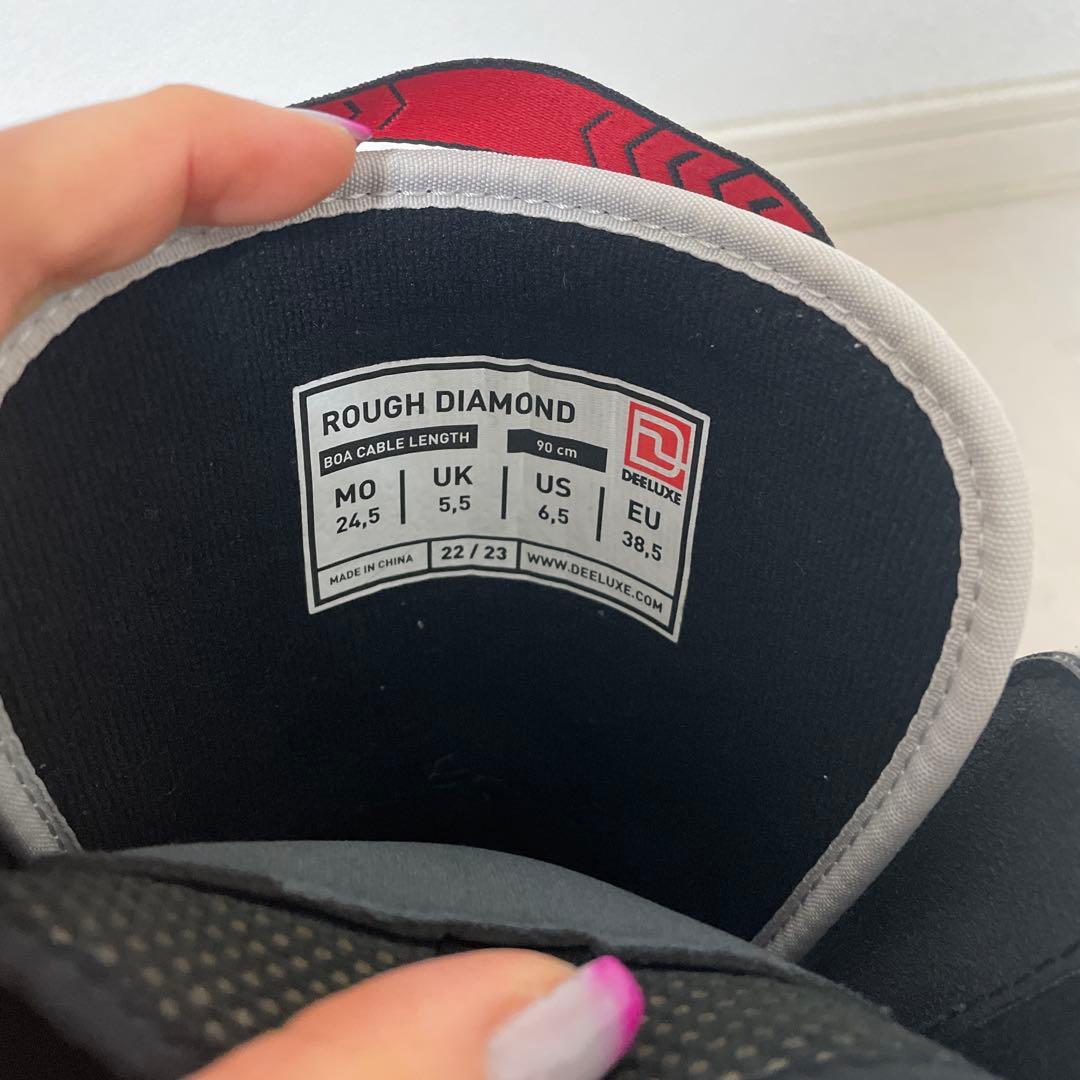 ROUGH DIAMOND
BOA CABLE LENGTH 90 cm
DEELUXE
MO UK US EU
24,5 5,5 6,5 38,5
MADE IN CHINA 22 / 23 WWW.DEELUXE.COM